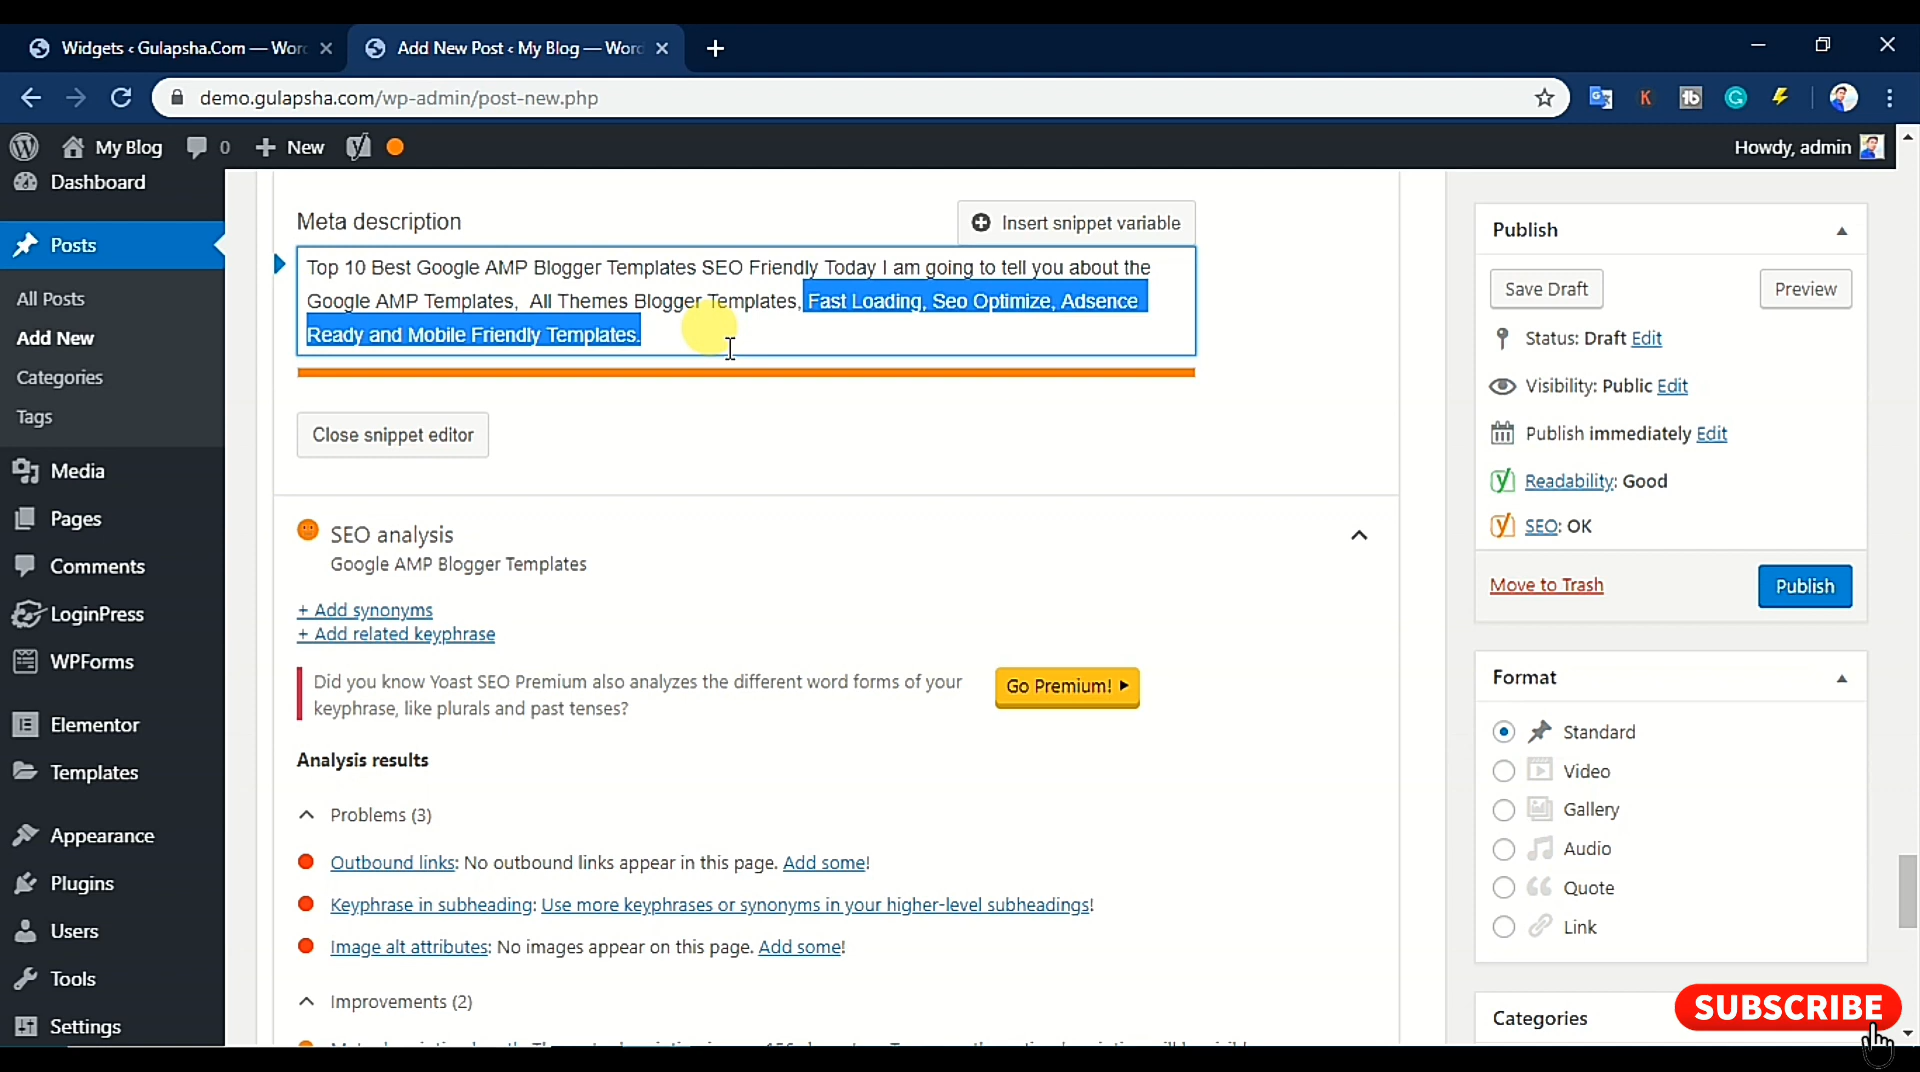 Widgets ‹ Gulapsha.Com — Wor
Add New Post ‹ My Blog — Word
demo.gulapsha.com/wp-admin/post-new.php
My Blog
0
New
Howdy, admin
Dashboard
Posts
All Posts
Add New
Categories
Tags
Media
Pages
Comments
LoginPress
WPForms
Elementor
Templates
Appearance
Plugins
Users
Tools
Settings
Meta description
Insert snippet variable
Top 10 Best Google AMP Blogger Templates SEO Friendly Today I am going to tell you about the
Google AMP Templates, All Themes Blogger Templates, Fast Loading, Seo Optimize, Adsence
Ready and Mobile Friendly Templates.
Close snippet editor
SEO analysis
Google AMP Blogger Templates
+ Add synonyms
+ Add related keyphrase
Did you know Yoast SEO Premium also analyzes the different word forms of your
keyphrase, like plurals and past tenses?
Go Premium!
Analysis results
Problems (3)
Outbound links: No outbound links appear in this page. Add some!
Keyphrase in subheading: Use more keyphrases or synonyms in your higher-level subheadings!
Image alt attributes: No images appear on this page. Add some!
Improvements (2)
Publish
Save Draft
Preview
Status: Draft Edit
Visibility: Public Edit
Publish immediately Edit
Readability: Good
SEO: OK
Move to Trash
Publish
Format
Standard
Video
Gallery
Audio
Quote
Link
Categories
SUBSCRIBE